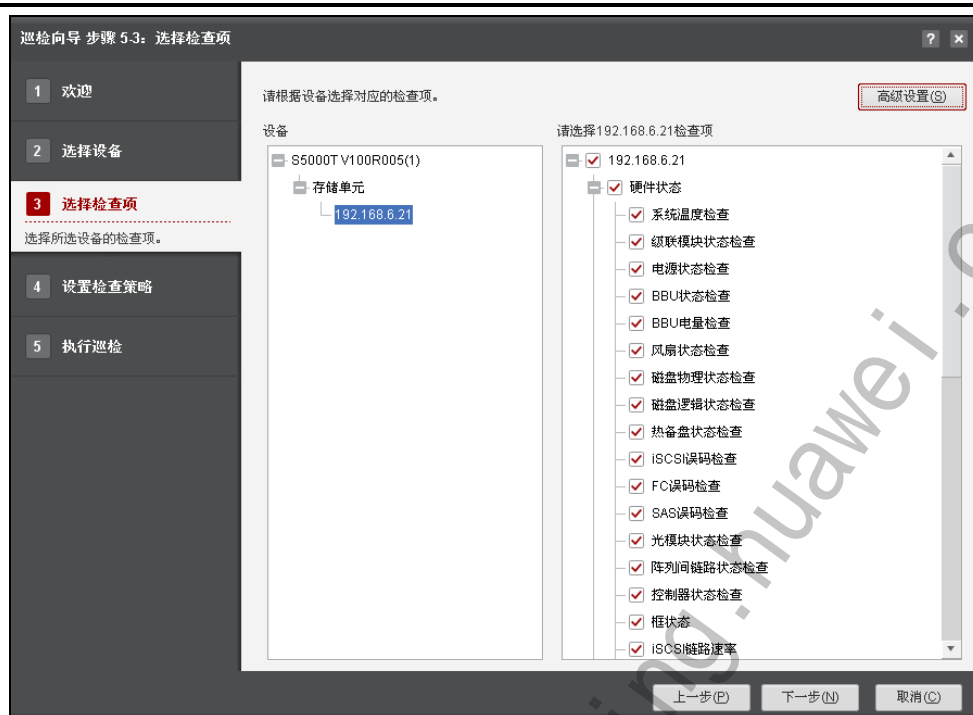 巡检向导 步骤 5-3：选择检查项
? ×
1 欢迎
2 选择设备
3 选择检查项
选择所选设备的检查项。
4 设置检查策略
5 执行巡检
请根据设备选择对应的检查项。
高级设置(S)
设备
S5000T V100R005(1)
存储单元
192.168.6.21
请选择192.168.6.21检查项
192.168.6.21
硬件状态
系统温度检查
级联模块状态检查
电源状态检查
BBU状态检查
BBU电量检查
风扇状态检查
磁盘物理状态检查
磁盘逻辑状态检查
热备盘状态检查
iSCSI误码检查
FC误码检查
SAS误码检查
光模块状态检查
阵列间链路状态检查
控制器状态检查
框状态
iSCSI链路速率
上一步(P)
下一步(N)
取消(C)
ing.huawei.c